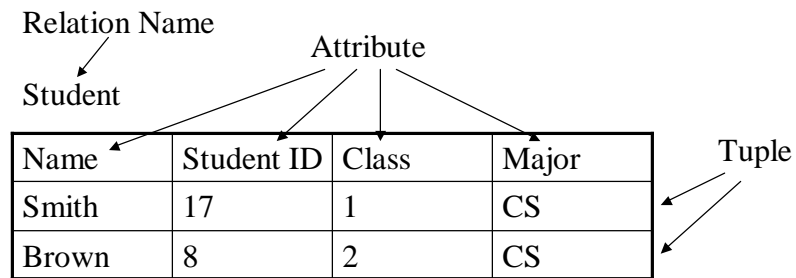 Relation Name
Attribute
Student
Name Student ID Class Major
Tuple
Smith 17 1 CS
Brown 8 2 CS